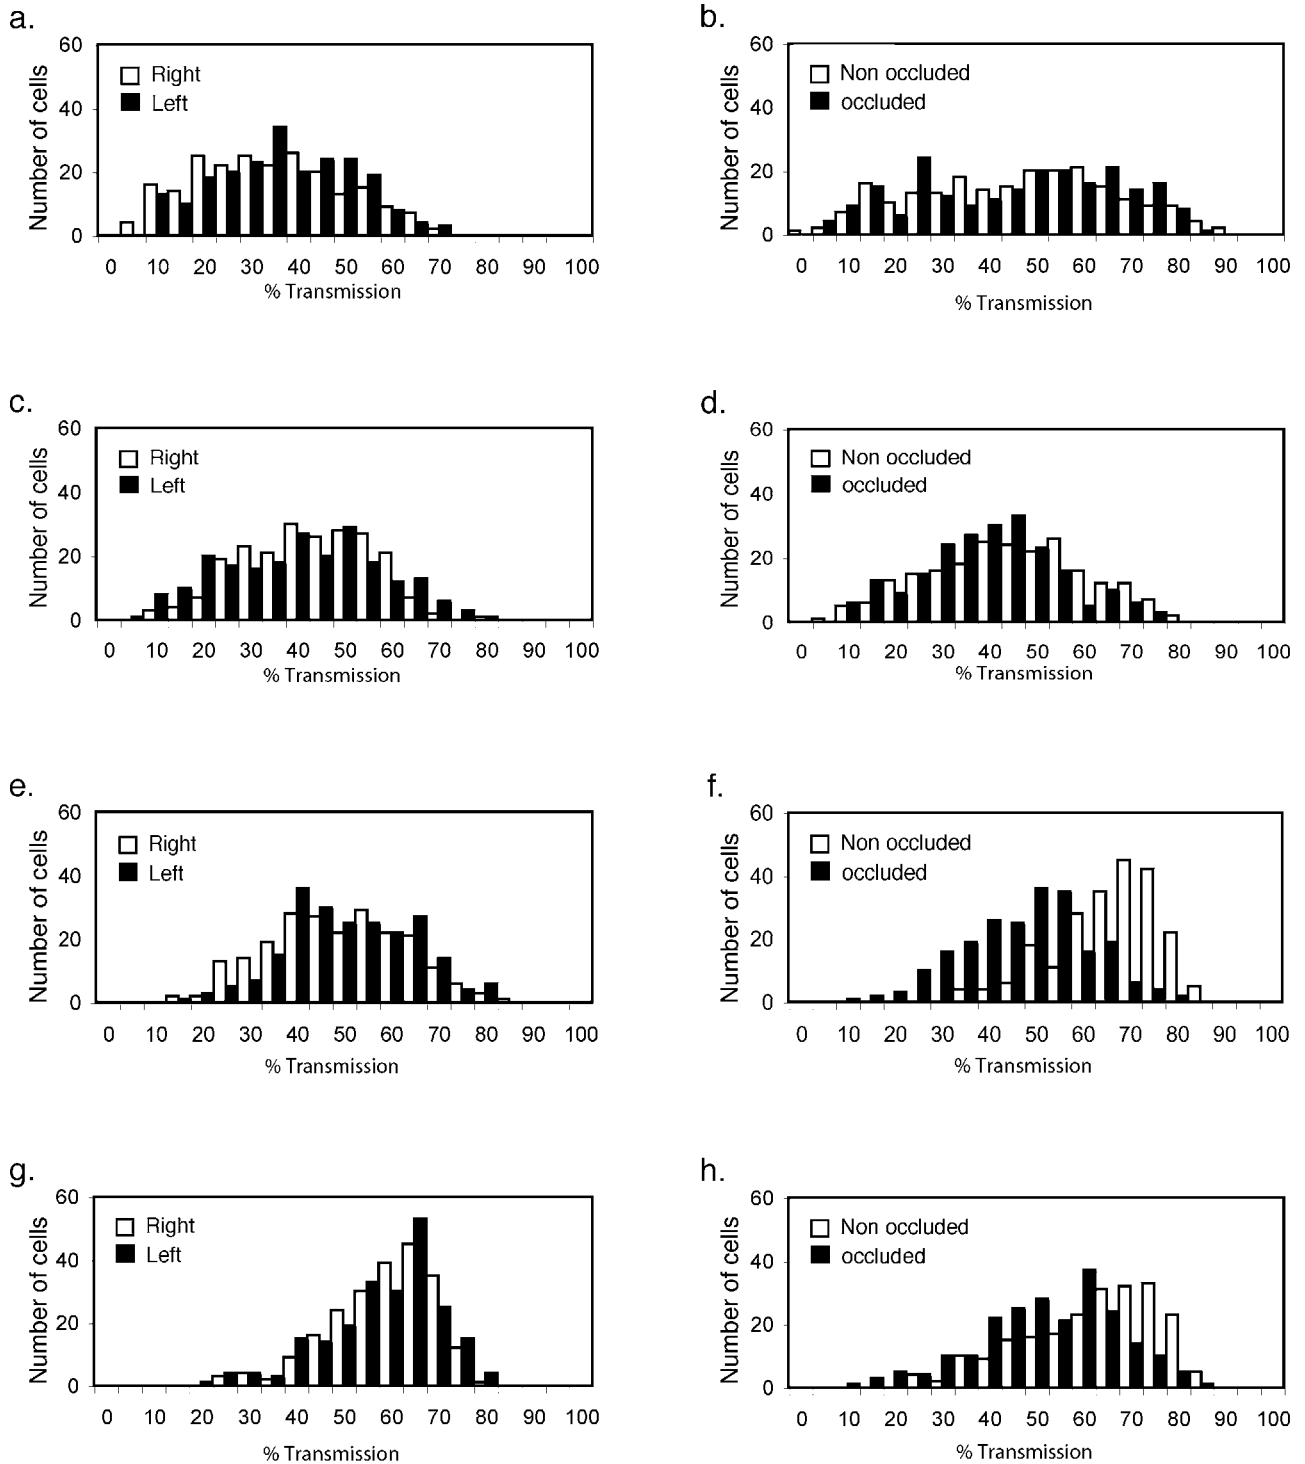 a.
Number of cells
60
40
20
0
Right
Left
0 10 20 30 40 50 60 70 80 90 100
% Transmission
b.
Number of cells
60
40
20
0
Non occluded
occluded
0 10 20 30 40 50 60 70 80 90 100
% Transmission
c.
Number of cells
60
40
20
0
Right
Left
0 10 20 30 40 50 60 70 80 90 100
% Transmission
d.
Number of cells
60
40
20
0
Non occluded
occluded
0 10 20 30 40 50 60 70 80 90 100
% Transmission
e.
Number of cells
60
40
20
0
Right
Left
0 10 20 30 40 50 60 70 80 90 100
% Transmission
f.
Number of cells
60
40
20
0
Non occluded
occluded
0 10 20 30 40 50 60 70 80 90 100
% Transmission
g.
Number of cells
60
40
20
0
Right
Left
0 10 20 30 40 50 60 70 80 90 100
% Transmission
h.
Number of cells
60
40
20
0
Non occluded
occluded
0 10 20 30 40 50 60 70 80 90 100
% Transmission